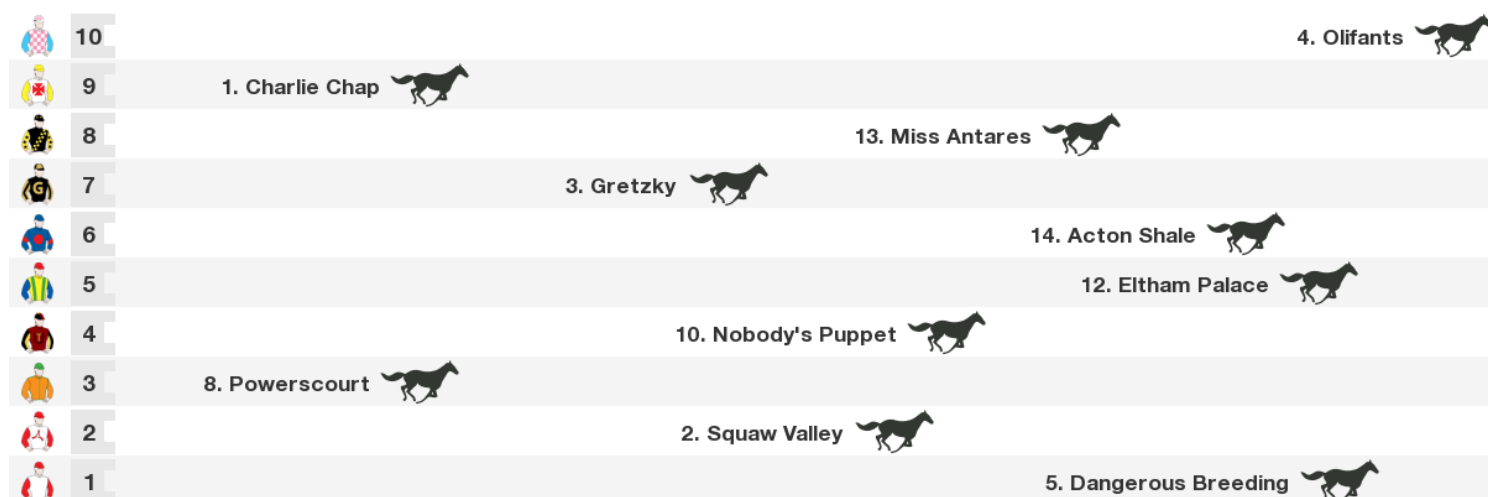 10 4. Olifants
9 1. Charlie Chap
8 13. Miss Antares
7 G 3. Gretzky
6 14. Acton Shale
5 12. Eltham Palace
4 T 10. Nobody's Puppet
3 8. Powerscourt
2 2. Squaw Valley
1 5. Dangerous Breeding